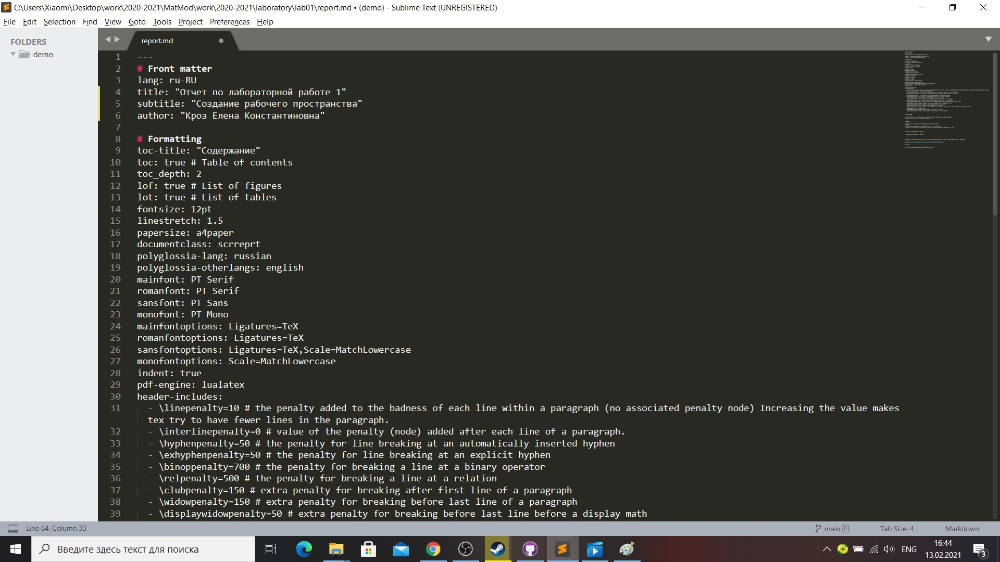 C:\Users\Xiaomi\Desktop\work\2020-2021\MatMod\work\2020-2021\laboratory\lab01\report.md • (demo) - Sublime Text (UNREGISTERED)
File Edit Selection Find View Goto Tools Project Preferences Help
FOLDERS
demo
report.md
1 ---
2 # Front matter
3 lang: ru-RU
4 title: "Отчет по лабораторной работе 1"
5 subtitle: "Создание рабочего пространства"
6 author: "Кроз Елена Константиновна"
7
8 # Formatting
9 toc-title: "Содержание"
10 toc: true # Table of contents
11 toc_depth: 2
12 lof: true # List of figures
13 lot: true # List of tables
14 fontsize: 12pt
15 linestretch: 1.5
16 papersize: a4paper
17 documentclass: scrreprt
18 polyglossia-lang: russian
19 polyglossia-otherlangs: english
20 mainfont: PT Serif
21 romanfont: PT Serif
22 sansfont: PT Sans
23 monofont: PT Mono
24 mainfontoptions: Ligatures=TeX
25 romanfontoptions: Ligatures=TeX
26 sansfontoptions: Ligatures=TeX,Scale=MatchLowercase
27 monofontoptions: Scale=MatchLowercase
28 indent: true
29 pdf-engine: lualatex
30 header-includes:
31 - \linepenalty=10 # the penalty added to the badness of each line within a paragraph (no associated penalty node) Increasing the value makes
tex try to have fewer lines in the paragraph.
32 - \interlinepenalty=0 # value of the penalty (node) added after each line of a paragraph.
33 - \hyphenpenalty=50 # the penalty for line breaking at an automatically inserted hyphen
34 - \exhyphenpenalty=50 # the penalty for line breaking at an explicit hyphen
35 - \binoppenalty=700 # the penalty for breaking a line at a binary operator
36 - \relpenalty=500 # the penalty for breaking a line at a relation
37 - \clubpenalty=150 # extra penalty for breaking after first line of a paragraph
38 - \widowpenalty=150 # extra penalty for breaking before last line of a paragraph
39 - \displaywidowpenalty=50 # extra penalty for breaking before last line before a display math
Line 64, Column 33
main 8
Tab Size: 4
Markdown
Введите здесь текст для поиска
ENG
16:44
13.02.2021
3